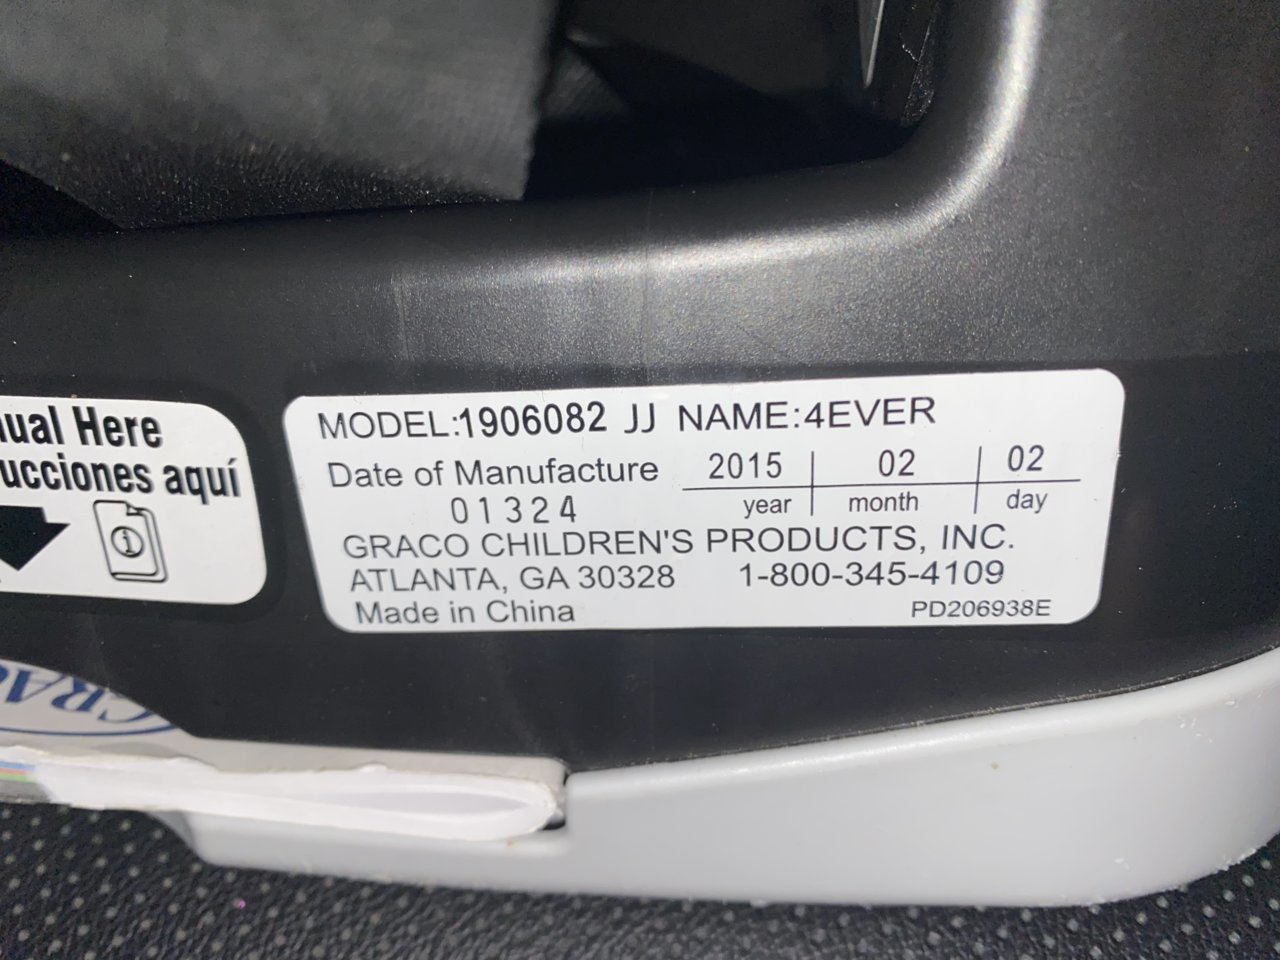 ual Here
ucciones aquí
MODEL:1906082 JJ NAME:4EVER
Date of Manufacture 2015 02 02
01324 year month day
GRACO CHILDREN'S PRODUCTS, INC.
ATLANTA, GA 30328 1-800-345-4109
Made in China PD206938E
GRA